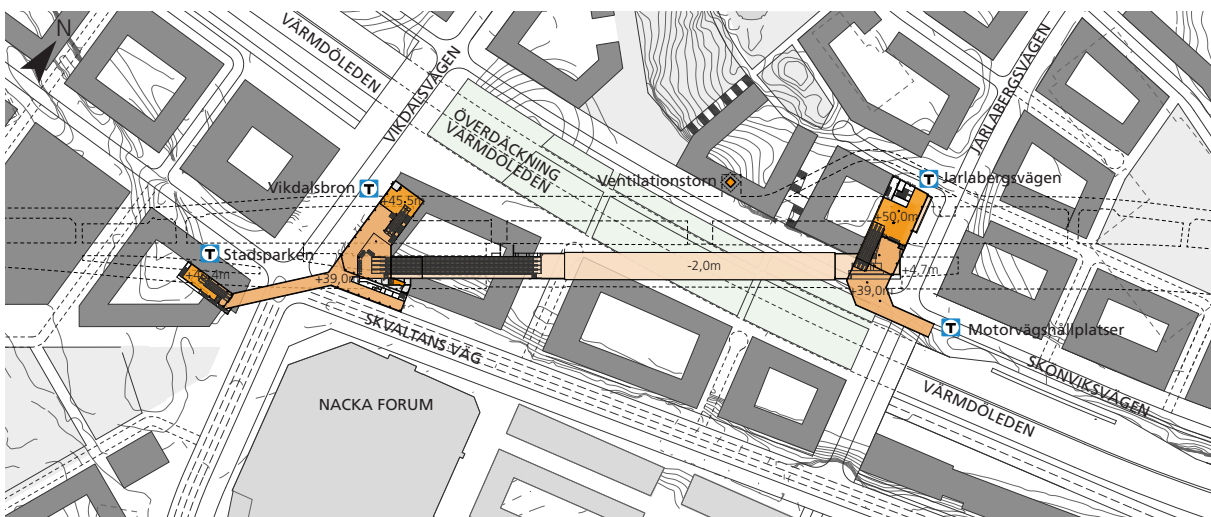 N
VÄRMDÖLEDEN
VIKDALSVÄGEN
JARLABERGSVÄGEN
ÖVERDÄCKNING
VÄRMDÖLEDEN
Vikdalsbron T
+45,5m
Ventilationstorn
T Jarlabergsvägen
+50,0m
T Stadsparken
+39,0m
-2,0m
+4,7m
+39,0m
T Motorvägshållplatser
SKVALTANS VÄG
SKÖNVIKSVÄGEN
VÄRMDÖLEDEN
NACKA FORUM